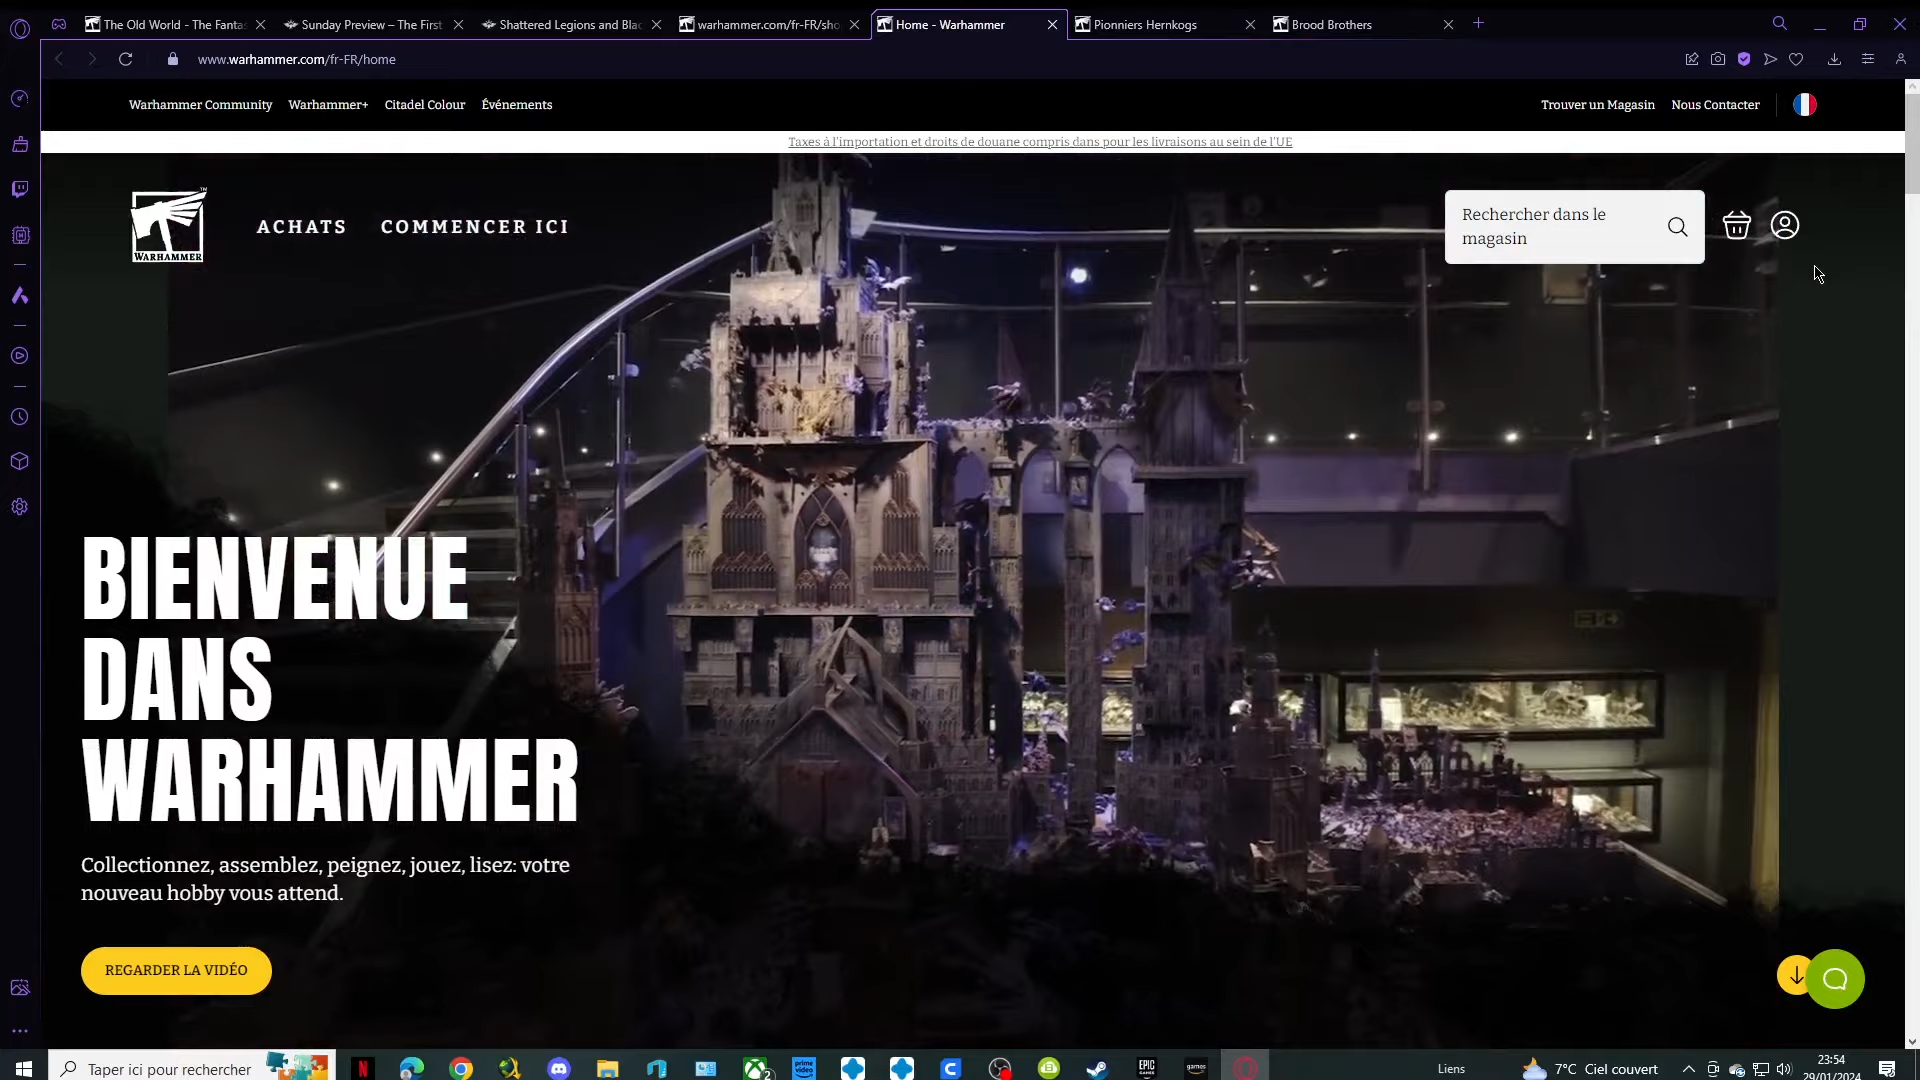 The Old World - The Fantas
Sunday Preview – The First
Shattered Legions and Blac
warhammer.com/fr-FR/sho
Home - Warhammer
Pionniers Hernkogs
Brood Brothers
www.warhammer.com/fr-FR/home
Warhammer Community
Warhammer+
Citadel Colour
Événements
Trouver un Magasin
Nous Contacter
Taxes à l'importation et droits de douane compris dans pour les livraisons au sein de l'UE
WARHAMMER
TM
ACHATS
COMMENCER ICI
Rechercher dans le
magasin
BIENVENUE
DANS
WARHAMMER
Collectionnez, assemblez, peignez, jouez, lisez: votre
nouveau hobby vous attend.
REGARDER LA VIDÉO
Taper ici pour rechercher
2
Liens
7°C Ciel couvert
23:54
29/01/2024